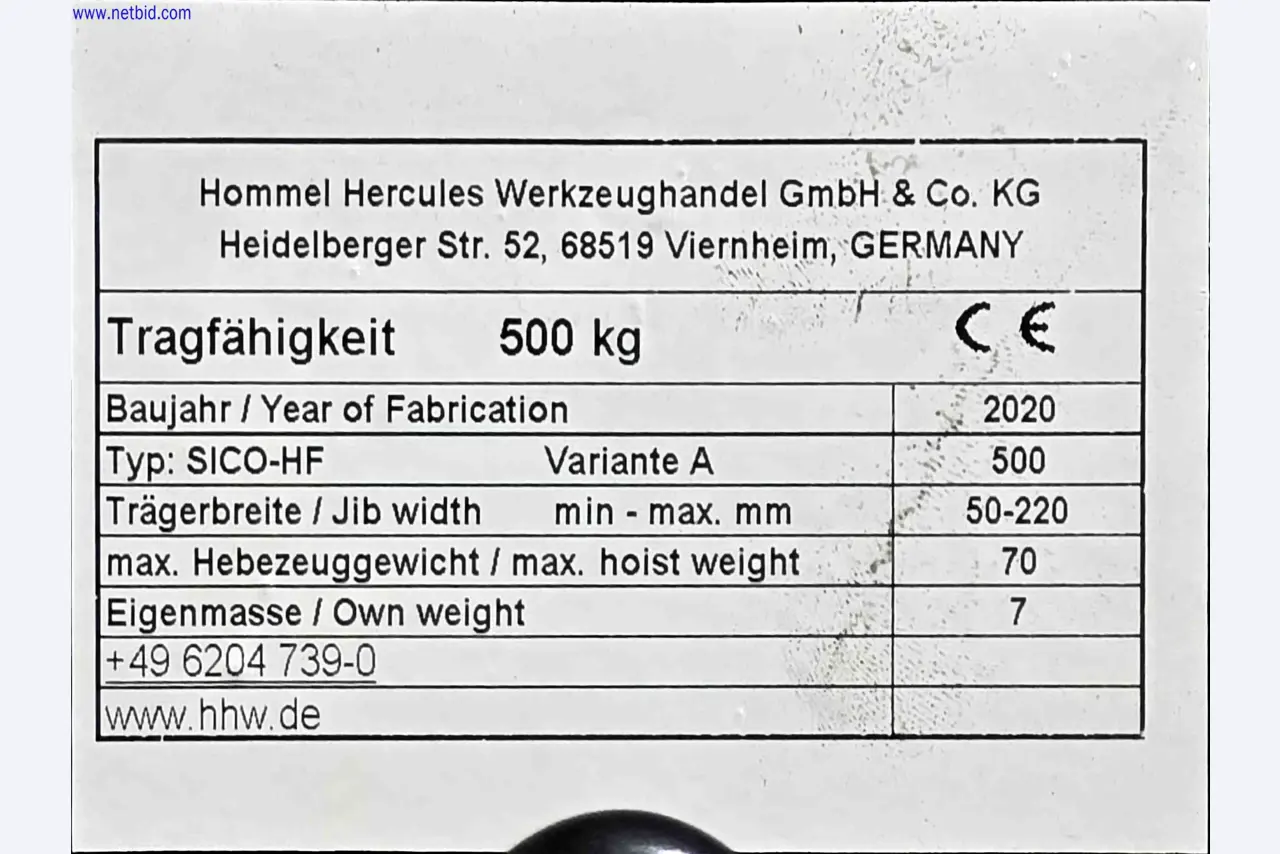 www.netbid.com
Hommel Hercules Werkzeughandel GmbH & Co. KG
Heidelberger Str. 52, 68519 Viernheim, GERMANY
Tragfähigkeit 500 kg CE
Baujahr / Year of Fabrication 2020
Typ: SICO-HF Variante A 500
Trägerbreite / Jib width min - max. mm 50-220
max. Hebezeuggewicht / max. hoist weight 70
Eigenmasse / Own weight 7
+49 6204 739-0
www.hhw.de